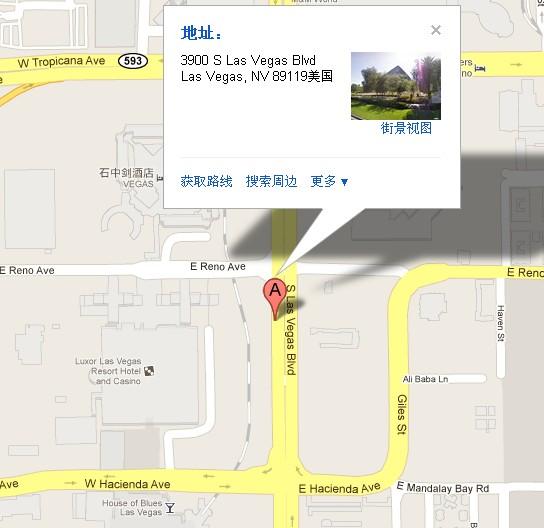 M&M World
地址：
3900 S Las Vegas Blvd
Las Vegas, NV 89119美国
街景视图
获取路线 搜索周边 更多 ▼
W Tropicana Ave
593
石中剑酒店
VEGAS
E Reno Ave
E Reno Ave
E Reno
A
S Las Vegas Blvd
Haven St
Luxor Las Vegas
Resort Hotel
and Casino
Ali Baba Ln
Giles St
Ave
W Hacienda Ave
E Hacienda Ave
E Mandalay Bay Rd
House of Blues
Las Vegas